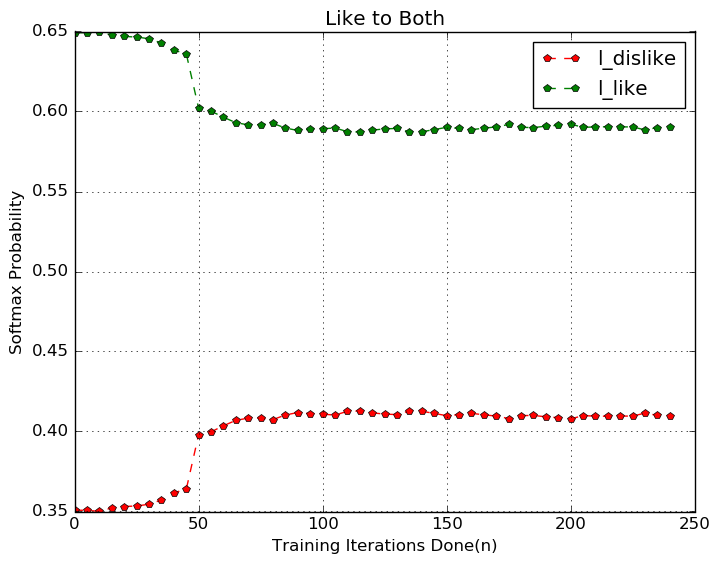 Like to Both
Softmax Probability
0.65
0.60
0.55
0.50
0.45
0.40
0.35
l_dislike
l_like
0
50
100
150
200
250
Training Iterations Done(n)